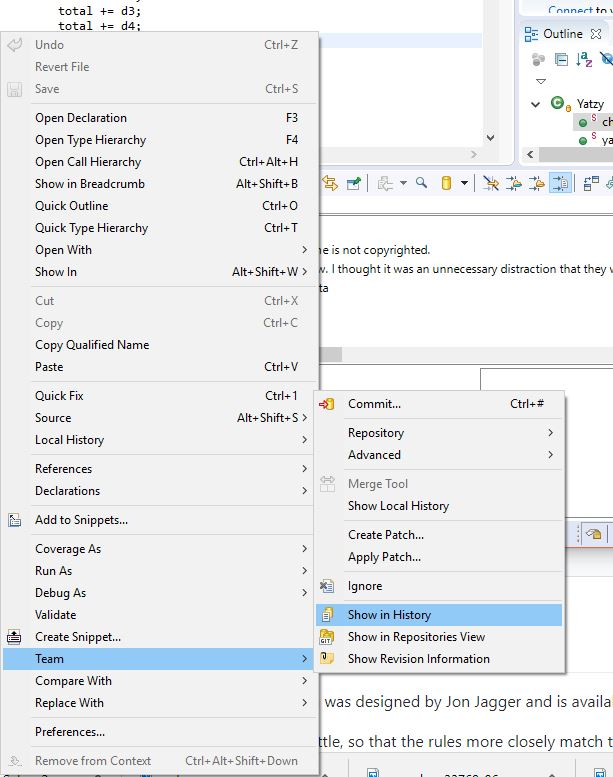 total += d3;
total += d4;
Connect to v
Outline
Yatzy
S
ch
S
ya
Undo Ctrl+Z
Revert File
Save Ctrl+S
Open Declaration F3
Open Type Hierarchy F4
Open Call Hierarchy Ctrl+Alt+H
Show in Breadcrumb Alt+Shift+B
Quick Outline Ctrl+O
Quick Type Hierarchy Ctrl+T
Open With
Show In Alt+Shift+W
Cut Ctrl+X
Copy Ctrl+C
Copy Qualified Name
Paste Ctrl+V
Quick Fix Ctrl+1
Source Alt+Shift+S
Local History
References
Declarations
Add to Snippets...
Coverage As
Run As
Debug As
Validate
Create Snippet...
Team
Compare With
Replace With
Preferences...
Remove from Context Ctrl+Alt+Shift+Down
ne is not copyrighted.
w. I thought it was an unnecessary distraction that they w
ta
Commit... Ctrl+#
Repository
Advanced
Merge Tool
Show Local History
Create Patch...
Apply Patch...
Ignore
Show in History
GIT
Show in Repositories View
Show Revision Information
was designed by Jon Jagger and is availa
ttle, so that the rules more closely match t